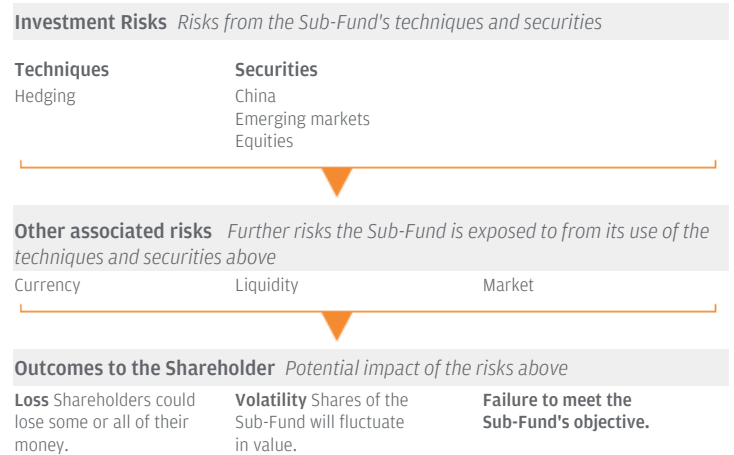 Investment Risks Risks from the Sub-Fund's techniques and securities
Techniques
Hedging
Securities
China
Emerging markets
Equities
Other associated risks Further risks the Sub-Fund is exposed to from its use of the
techniques and securities above
Currency
Liquidity
Market
Outcomes to the Shareholder Potential impact of the risks above
Loss Shareholders could
lose some or all of their
money.
Volatility Shares of the
Sub-Fund will fluctuate
in value.
Failure to meet the
Sub-Fund's objective.